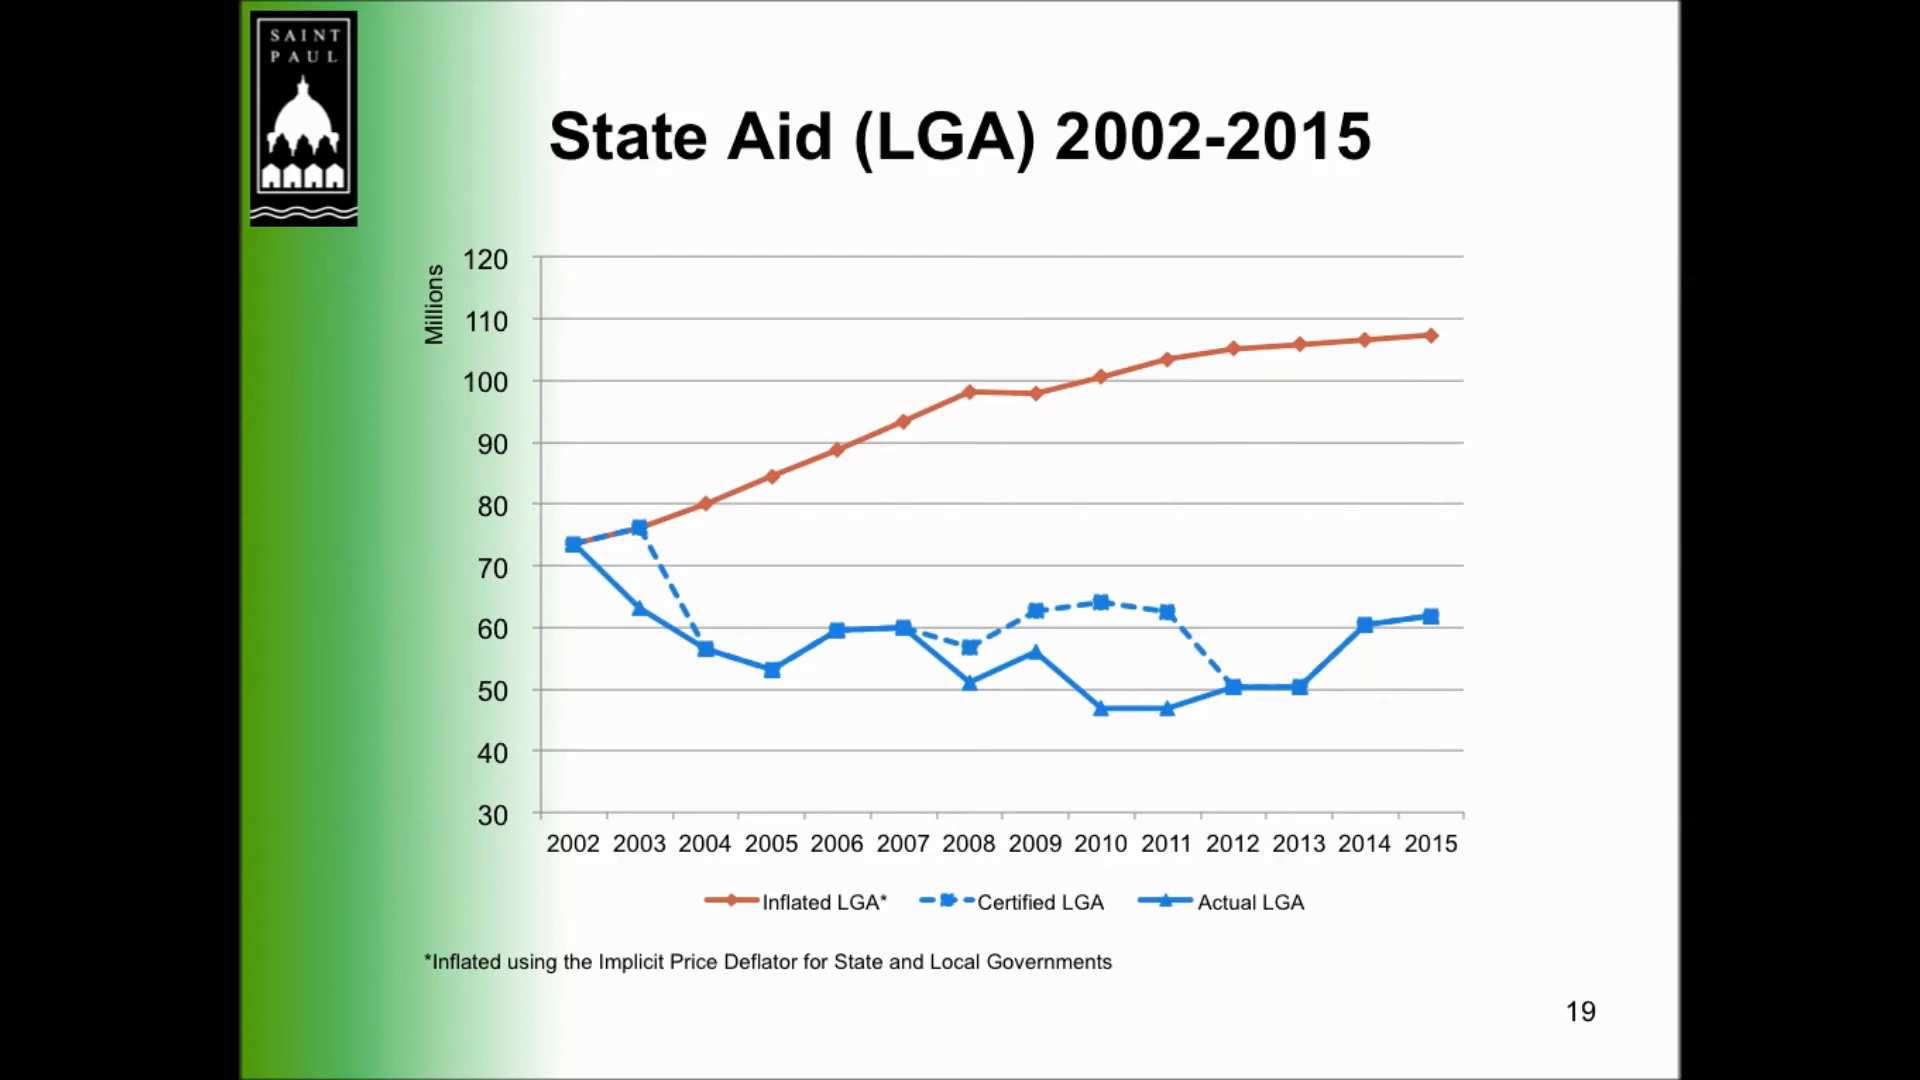 SAINT
PAUL
State Aid (LGA) 2002-2015
Millions
120
110
100
90
80
70
60
50
40
30
2002 2003 2004 2005 2006 2007 2008 2009 2010 2011 2012 2013 2014 2015
Inflated LGA* Certified LGA Actual LGA
*Inflated using the Implicit Price Deflator for State and Local Governments
19